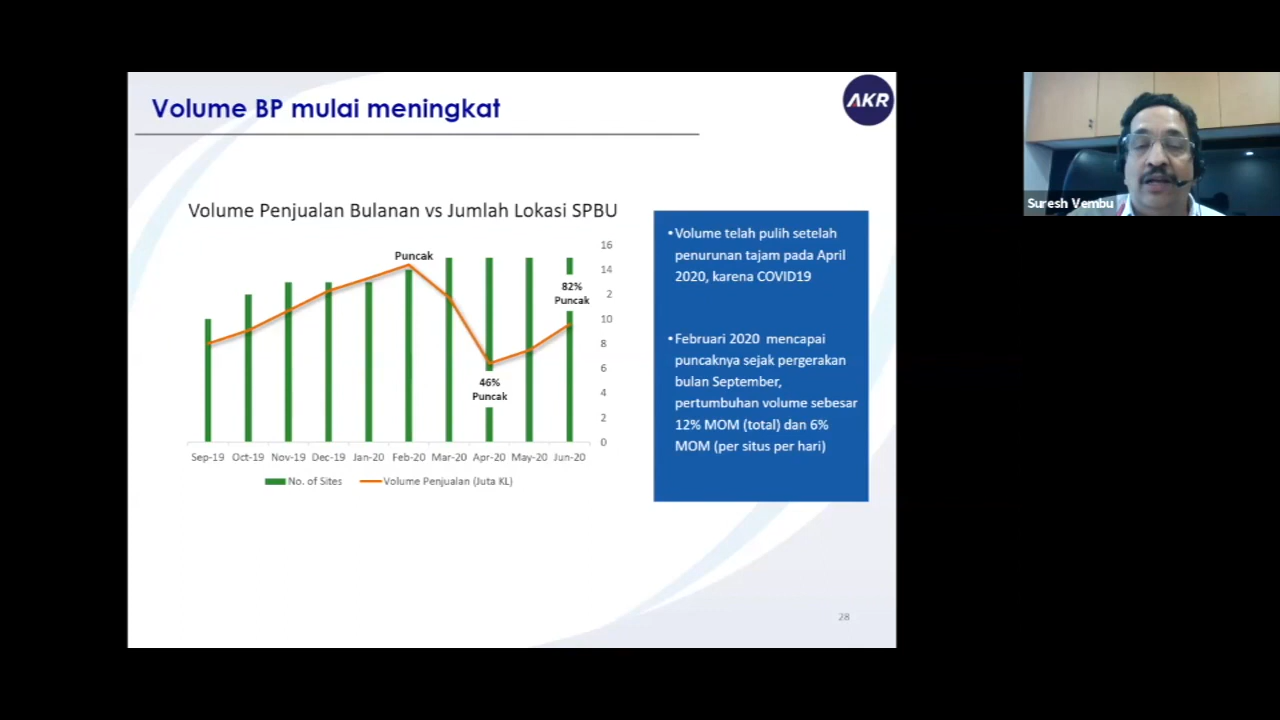 Volume BP mulai meningkat
AKR
Suresh Vembu
Volume Penjualan Bulanan vs Jumlah Lokasi SPBU
16
14
2
10
8
6
4
2
0
Puncak
82%
Puncak
46%
Puncak
Sep-19 Oct-19 Nov-19 Dec-19 Jan-20 Feb-20 Mar-20 Apr-20 May-20 Jun-20
No. of Sites Volume Penjualan (Juta KL)
•Volume telah pulih setelah
penurunan tajam pada April
2020, karena COVID19
•Februari 2020 mencapai
puncaknya sejak pergerakan
bulan September,
pertumbuhan volume sebesar
12% MOM (total) dan 6%
MOM (per situs per hari)
28